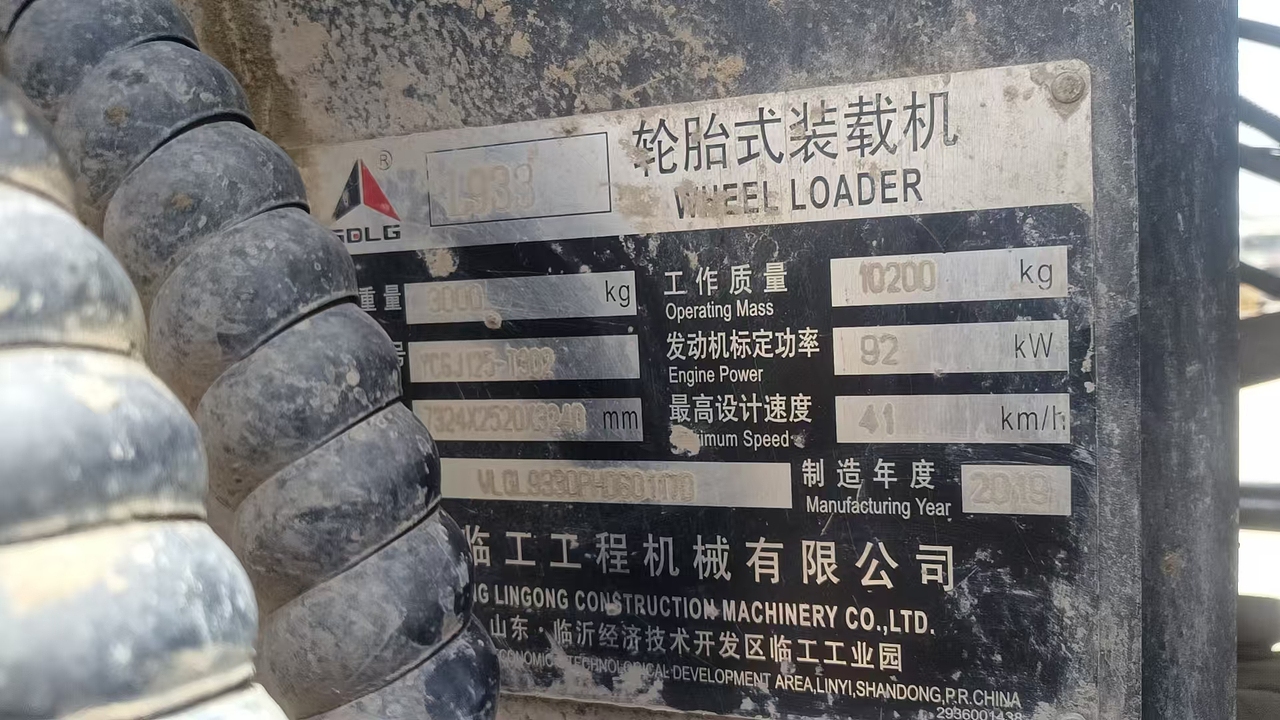 ® L933 轮胎式装载机
SDLG WHEEL LOADER
重量 3000 kg 工作质量 10200 kg
Operating Mass
YC6J125-T302 发动机标定功率 92 kW
Engine Power
mm 最高设计速度 41 km/h
Speed
制造年度 2019
Manufacturing Year
临工工程机械有限公司
LINGONG CONSTRUCTION MACHINERY CO.,LTD.
山东·临沂经济技术开发区临工工业园
TECHNOLOGICAL DEVELOPMENT AREA,LINYI,SHANDONG,P.R.CHINA
2936001438